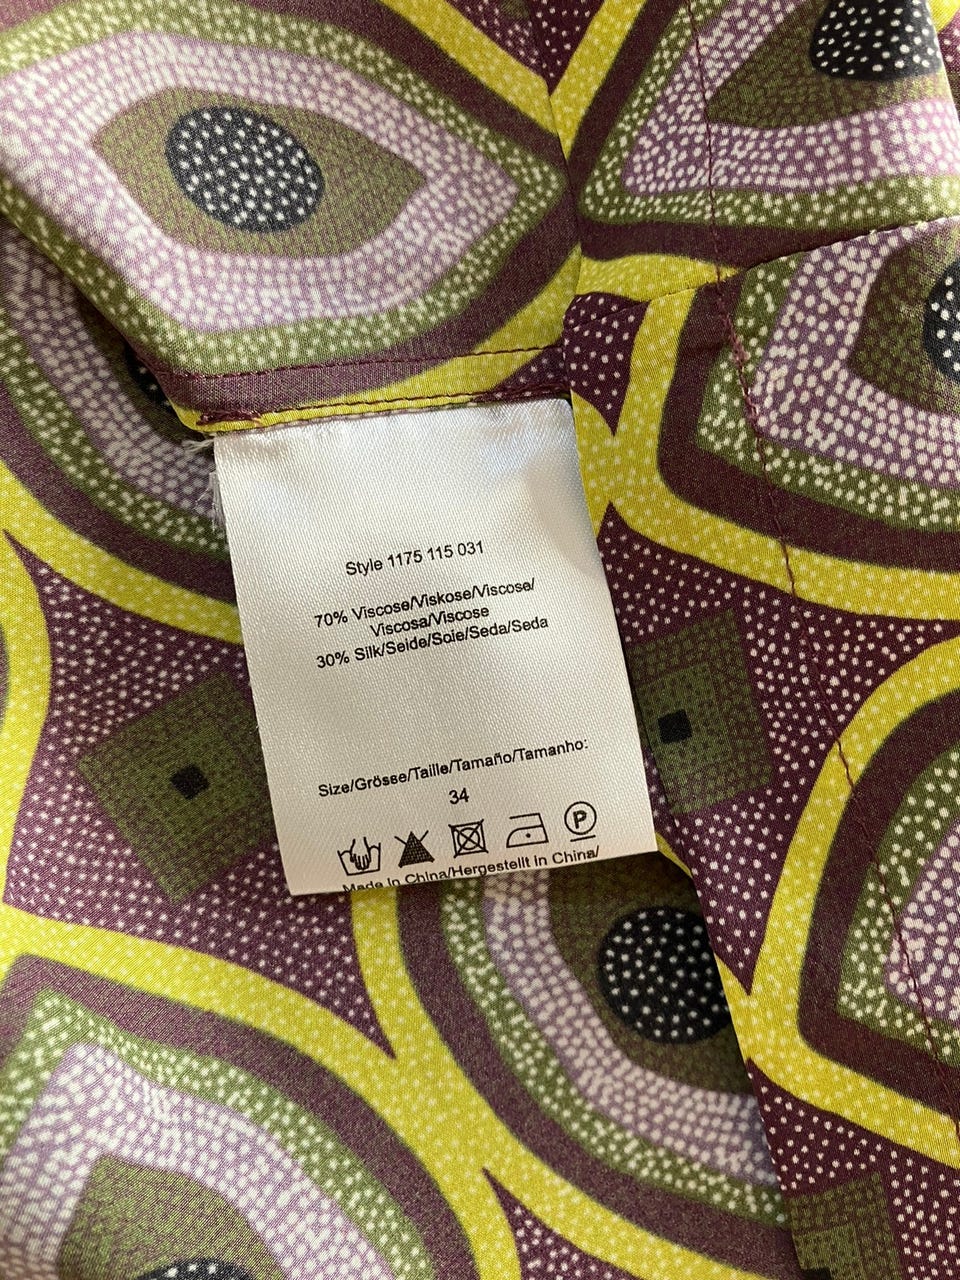 Style 1175 115 031
70% Viscose/Viskose/Viscose/
Viscosa/Viscose
30% Silk/Seide/Soie/Seda/Seda
Size/Grösse/Taille/Tamaño/Tamanho:
34
P
Made in China/Hergestellt in China/